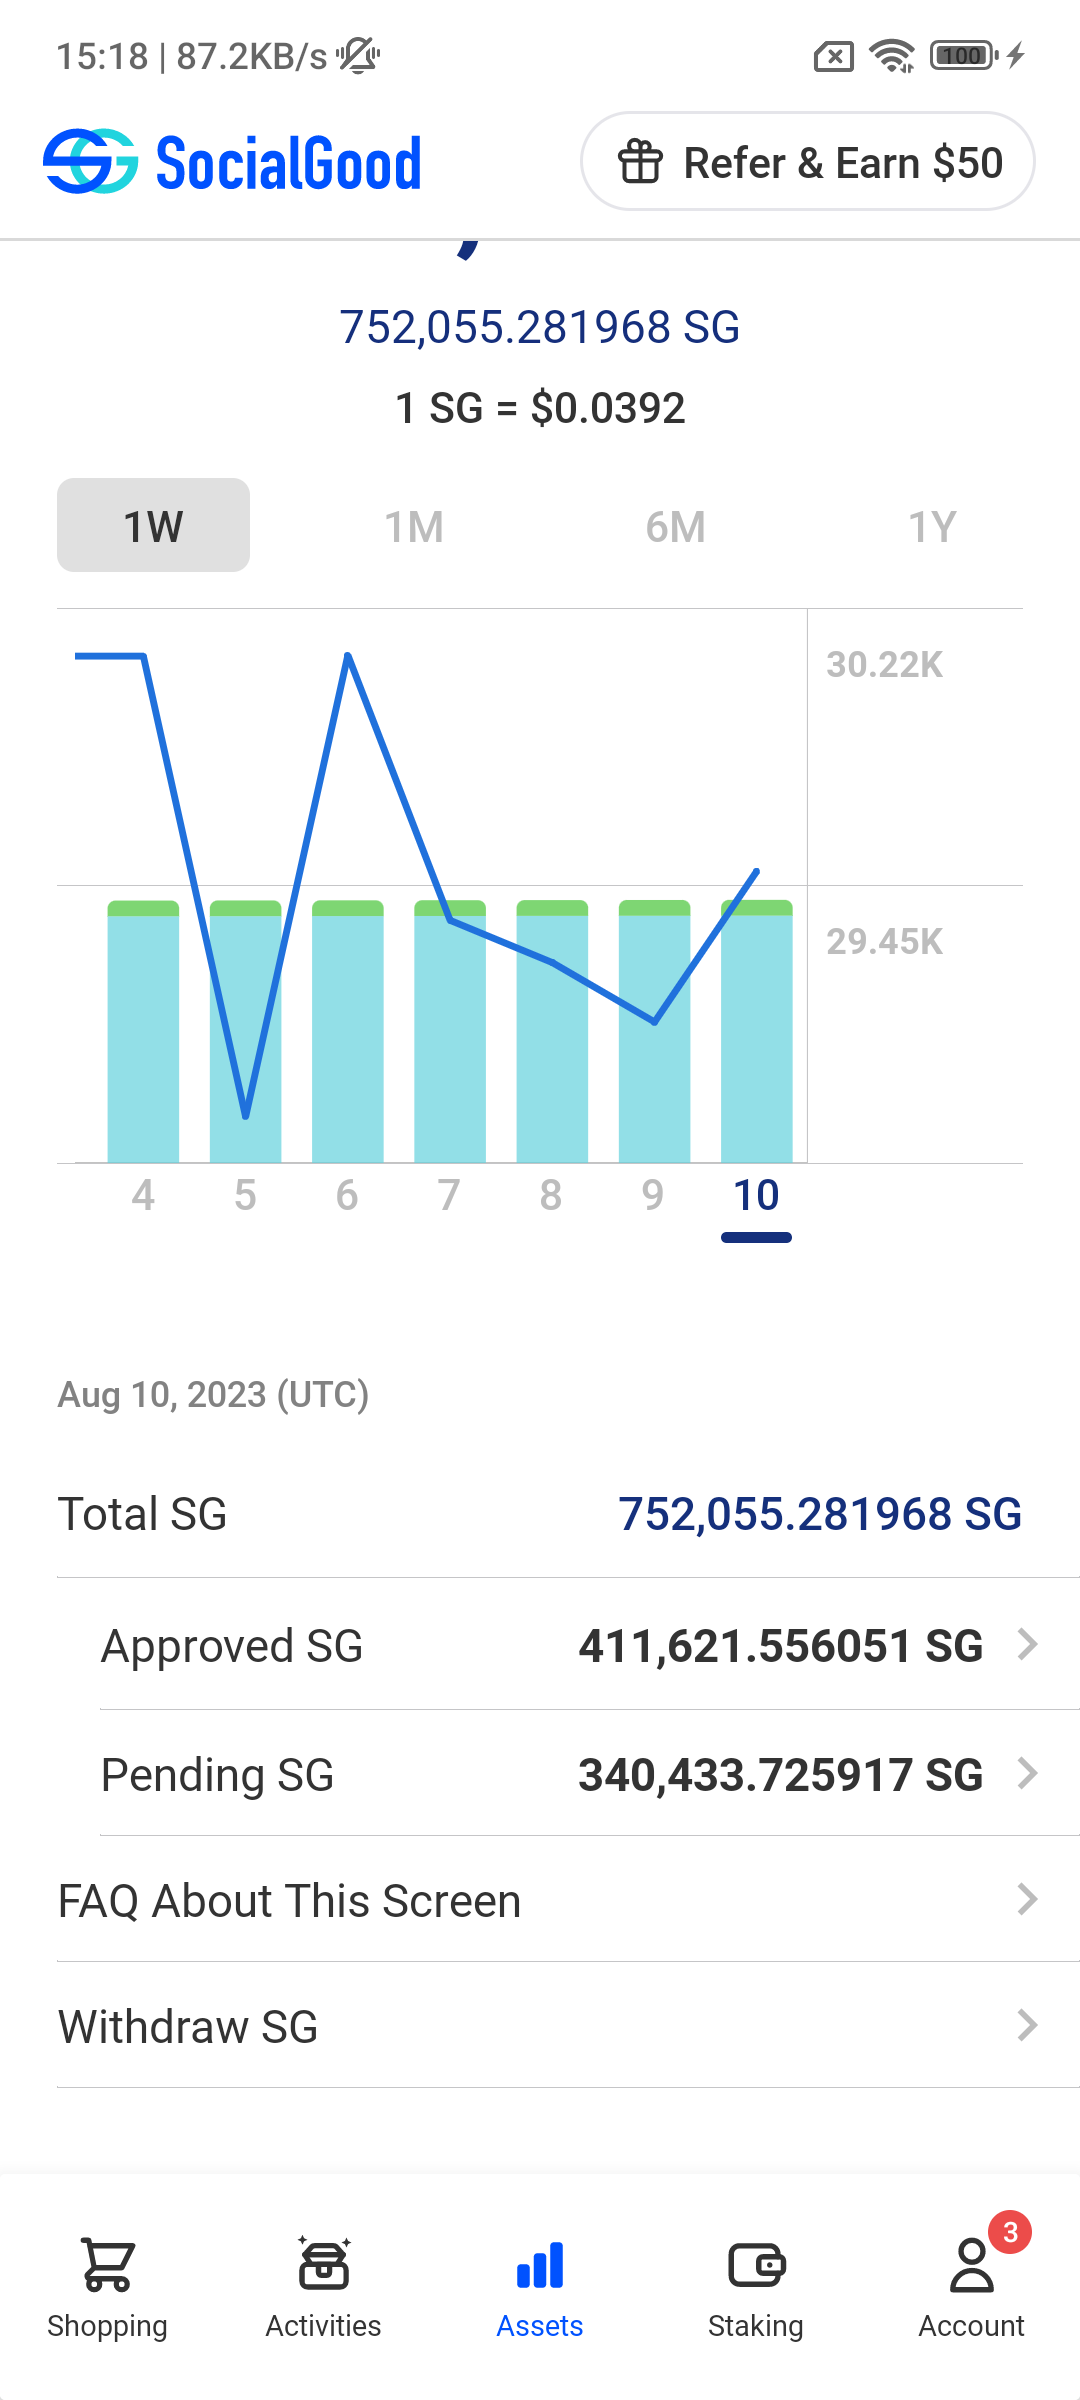 15:18 | 87.2KB/s
100
SocialGood
Refer & Earn $50
752,055.281968 SG
1 SG = $0.0392
1W 1M 6M 1Y
30.22K
29.45K
4 5 6 7 8 9 10
Aug 10, 2023 (UTC)
Total SG 752,055.281968 SG
Approved SG 411,621.556051 SG
Pending SG 340,433.725917 SG
FAQ About This Screen
Withdraw SG
3
Shopping Activities Assets Staking Account